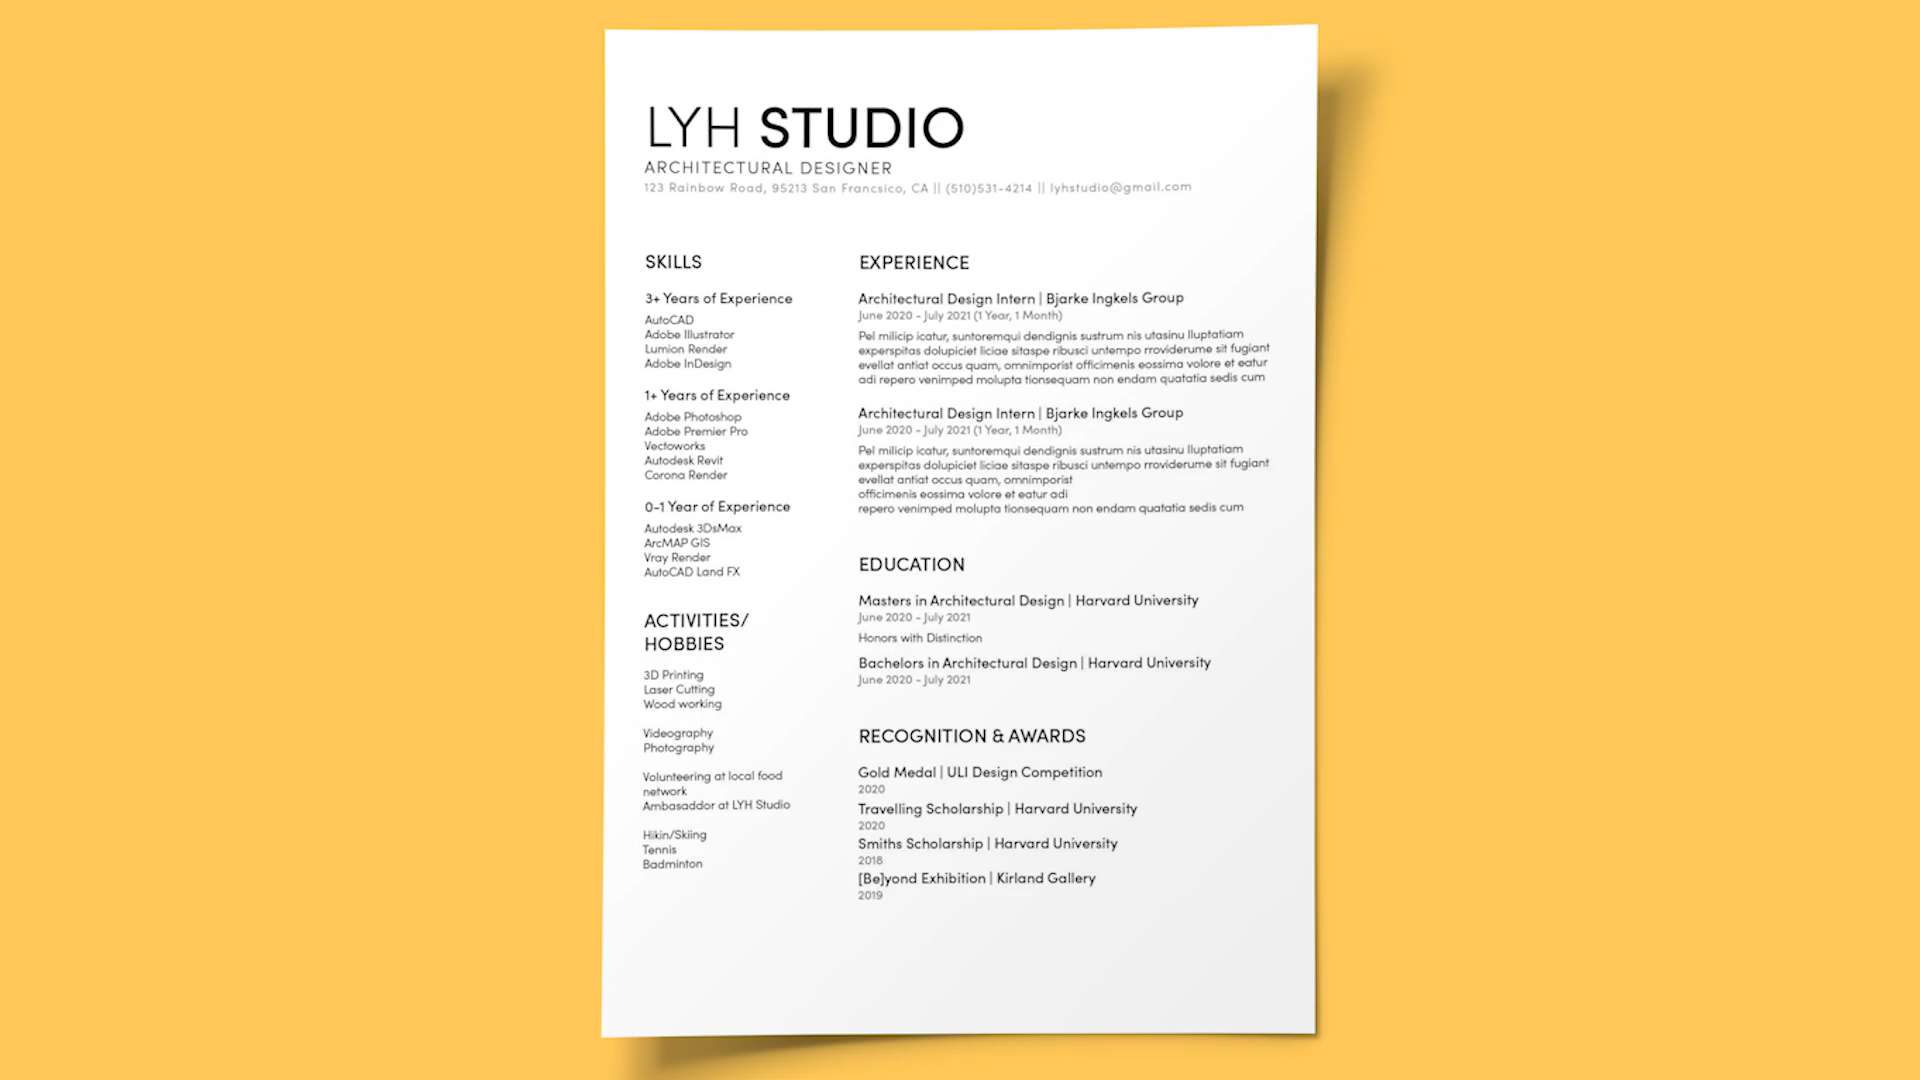 LYH STUDIO
ARCHITECTURAL DESIGNER
123 Rainbow Road, 95213 San Francsico, CA || (510)531-4214 || lyhstudio@gmail.com
SKILLS
3+ Years of Experience
AutoCAD
Adobe Illustrator
Lumion Render
Adobe InDesign
1+ Years of Experience
Adobe Photoshop
Adobe Premier Pro
Vectoworks
Autodesk Revit
Corona Render
0-1 Year of Experience
Autodesk 3DsMax
ArcMAP GIS
Vray Render
AutoCAD Land FX
ACTIVITIES/
HOBBIES
3D Printing
Laser Cutting
Wood working
Videography
Photography
Volunteering at local food
network
Ambasaddor at LYH Studio
Hikin/Skiing
Tennis
Badminton
EXPERIENCE
Architectural Design Intern | Bjarke Ingkels Group
June 2020 - July 2021 (1 Year, 1 Month)
Pel milicip icatur, suntoremqui dendignis sustrum nis utasinu lluptatiam
experspitas dolupiciet liciae sitaspe ribusci untempo rroviderume sit fugiant
evellat antiat occus quam, omnimporist officimenis eossima volore et eatur
adi repero venimped molupta tionsequam non endam quatatia sedis cum
Architectural Design Intern | Bjarke Ingkels Group
June 2020 - July 2021 (1 Year, 1 Month)
Pel milicip icatur, suntoremqui dendignis sustrum nis utasinu lluptatiam
experspitas dolupiciet liciae sitaspe ribusci untempo rroviderume sit fugiant
evellat antiat occus quam, omnimporist
officimenis eossima volore et eatur adi
repero venimped molupta tionsequam non endam quatatia sedis cum
EDUCATION
Masters in Architectural Design | Harvard University
June 2020 - July 2021
Honors with Distinction
Bachelors in Architectural Design | Harvard University
June 2020 - July 2021
RECOGNITION & AWARDS
Gold Medal | ULI Design Competition
2020
Travelling Scholarship | Harvard University
2020
Smiths Scholarship | Harvard University
2018
[Be]yond Exhibition | Kirland Gallery
2019